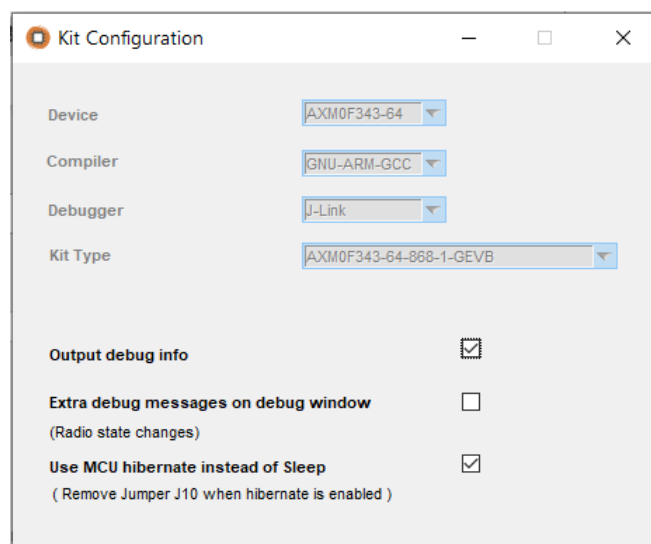 Kit Configuration
Device AXM0F343-64
Compiler GNU-ARM-GCC
Debugger J-Link
Kit Type AXM0F343-64-868-1-GEVB
Output debug info
Extra debug messages on debug window
(Radio state changes)
Use MCU hibernate instead of Sleep
( Remove Jumper J10 when hibernate is enabled )